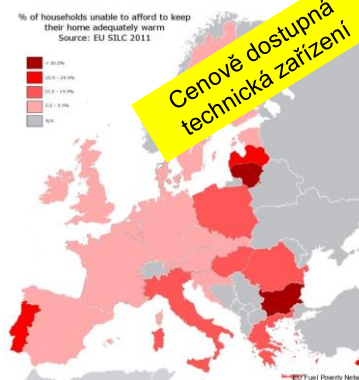 % of households unable to afford to keep
their home adequately warm
Source: EU SILC 2011
Cenově dostupná
technická zařízení
> 30.0%
20.0 - 29.9%
10.0 - 19.9%
0.0 - 9.9%
N/A
EU Fuel Poverty Netw